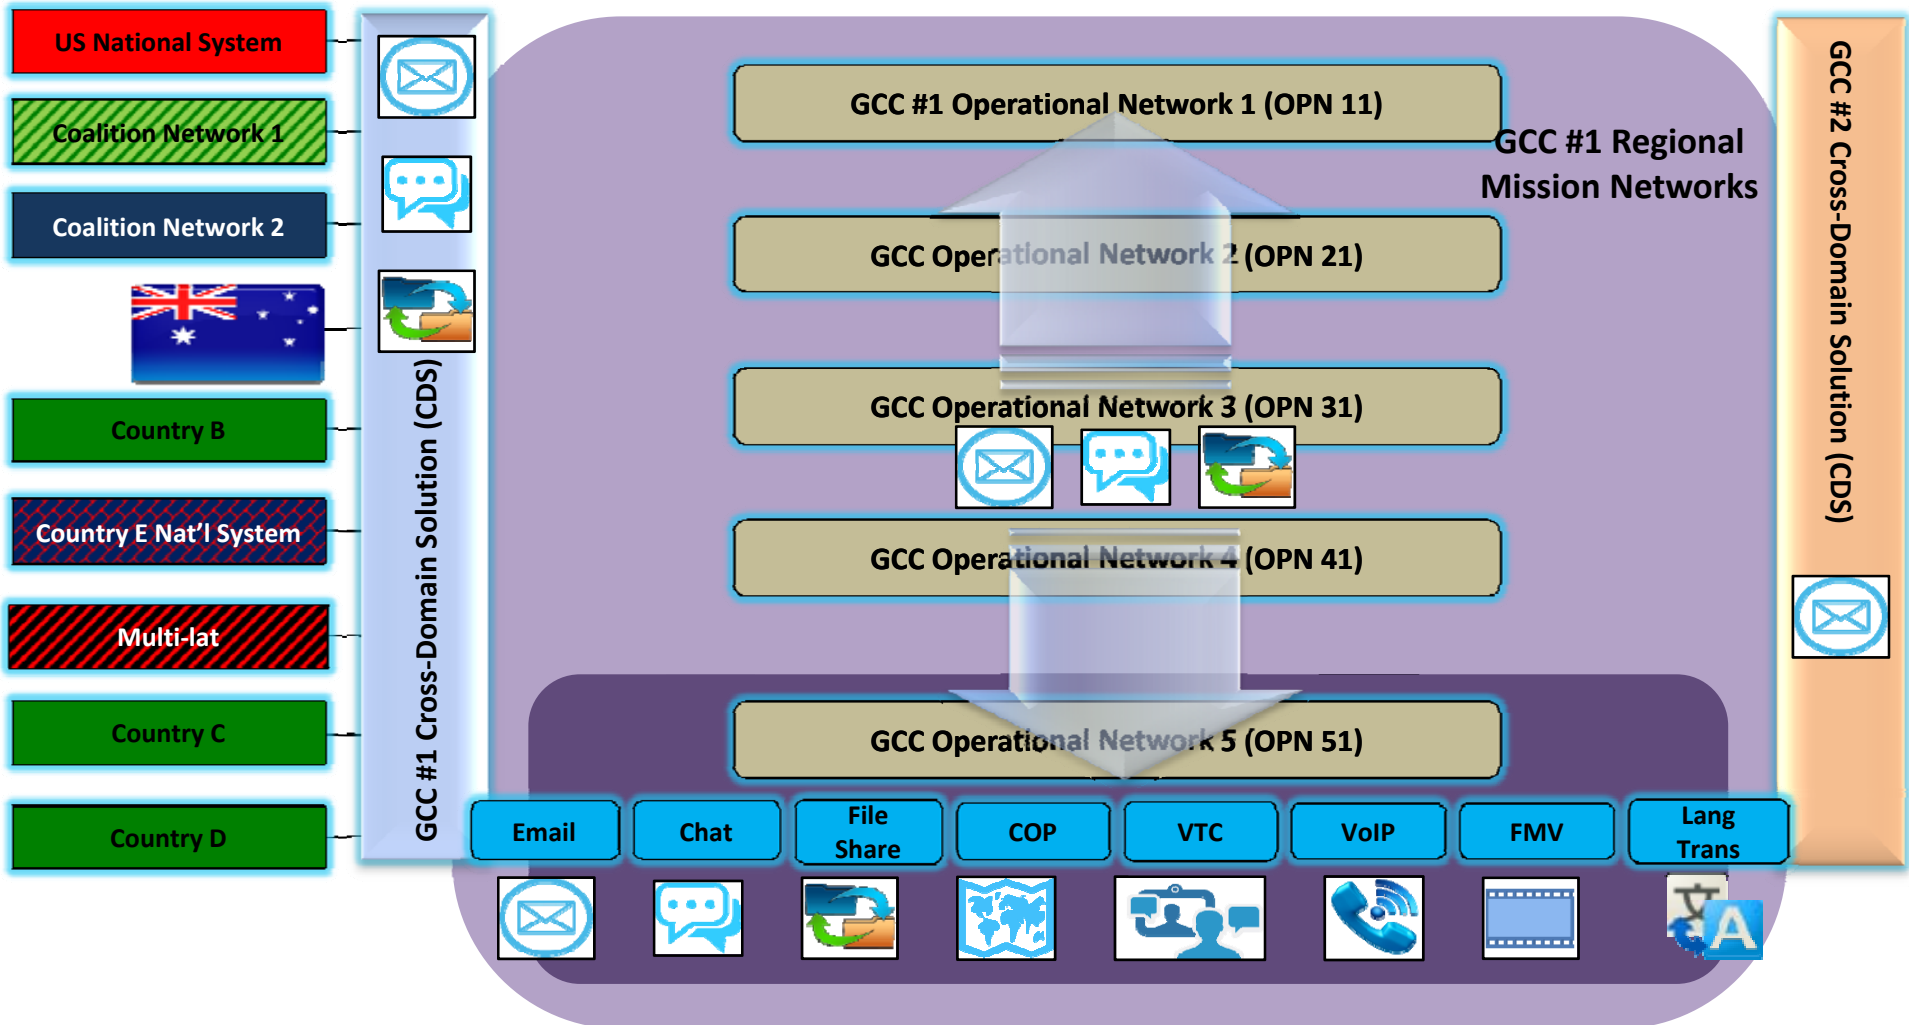 US National System
Coalition Network 1
Coalition Network 2
Country B
Country E Nat’l System
Multi-lat
Country C
Country D
GCC #1 Cross-Domain Solution (CDS)
GCC #1 Operational Network 1 (OPN 11)
GCC #1 Regional
Mission Networks
GCC Operational Network 2 (OPN 21)
GCC Operational Network 3 (OPN 31)
GCC Operational Network 4 (OPN 41)
GCC Operational Network 5 (OPN 51)
Email
Chat
File
Share
COP
VTC
VoIP
FMV
Lang
Trans
文
A
GCC #2 Cross-Domain Solution (CDS)